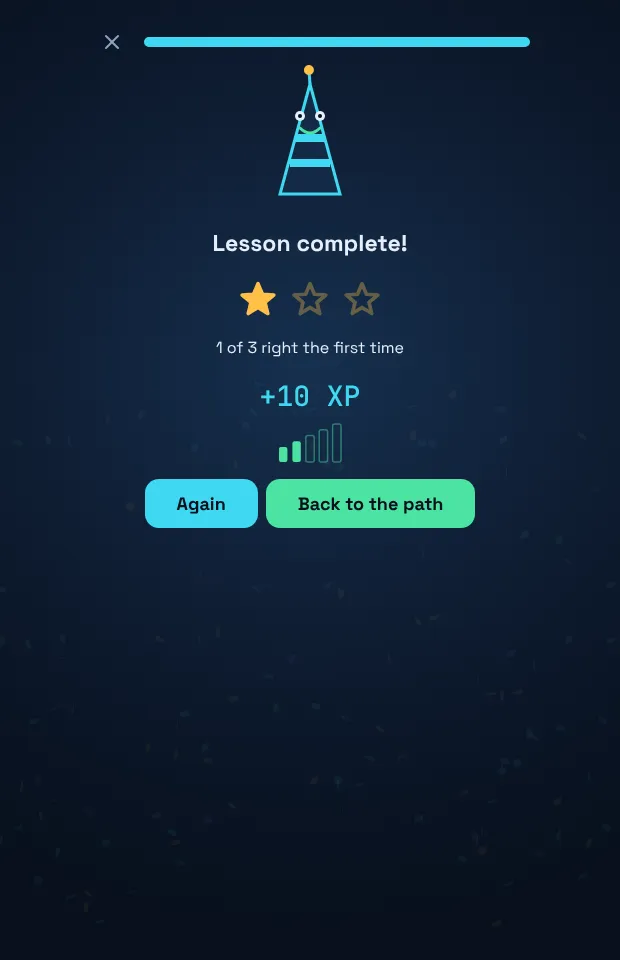 Lesson complete!
1 of 3 right the first time
+10 XP
Again
Back to the path